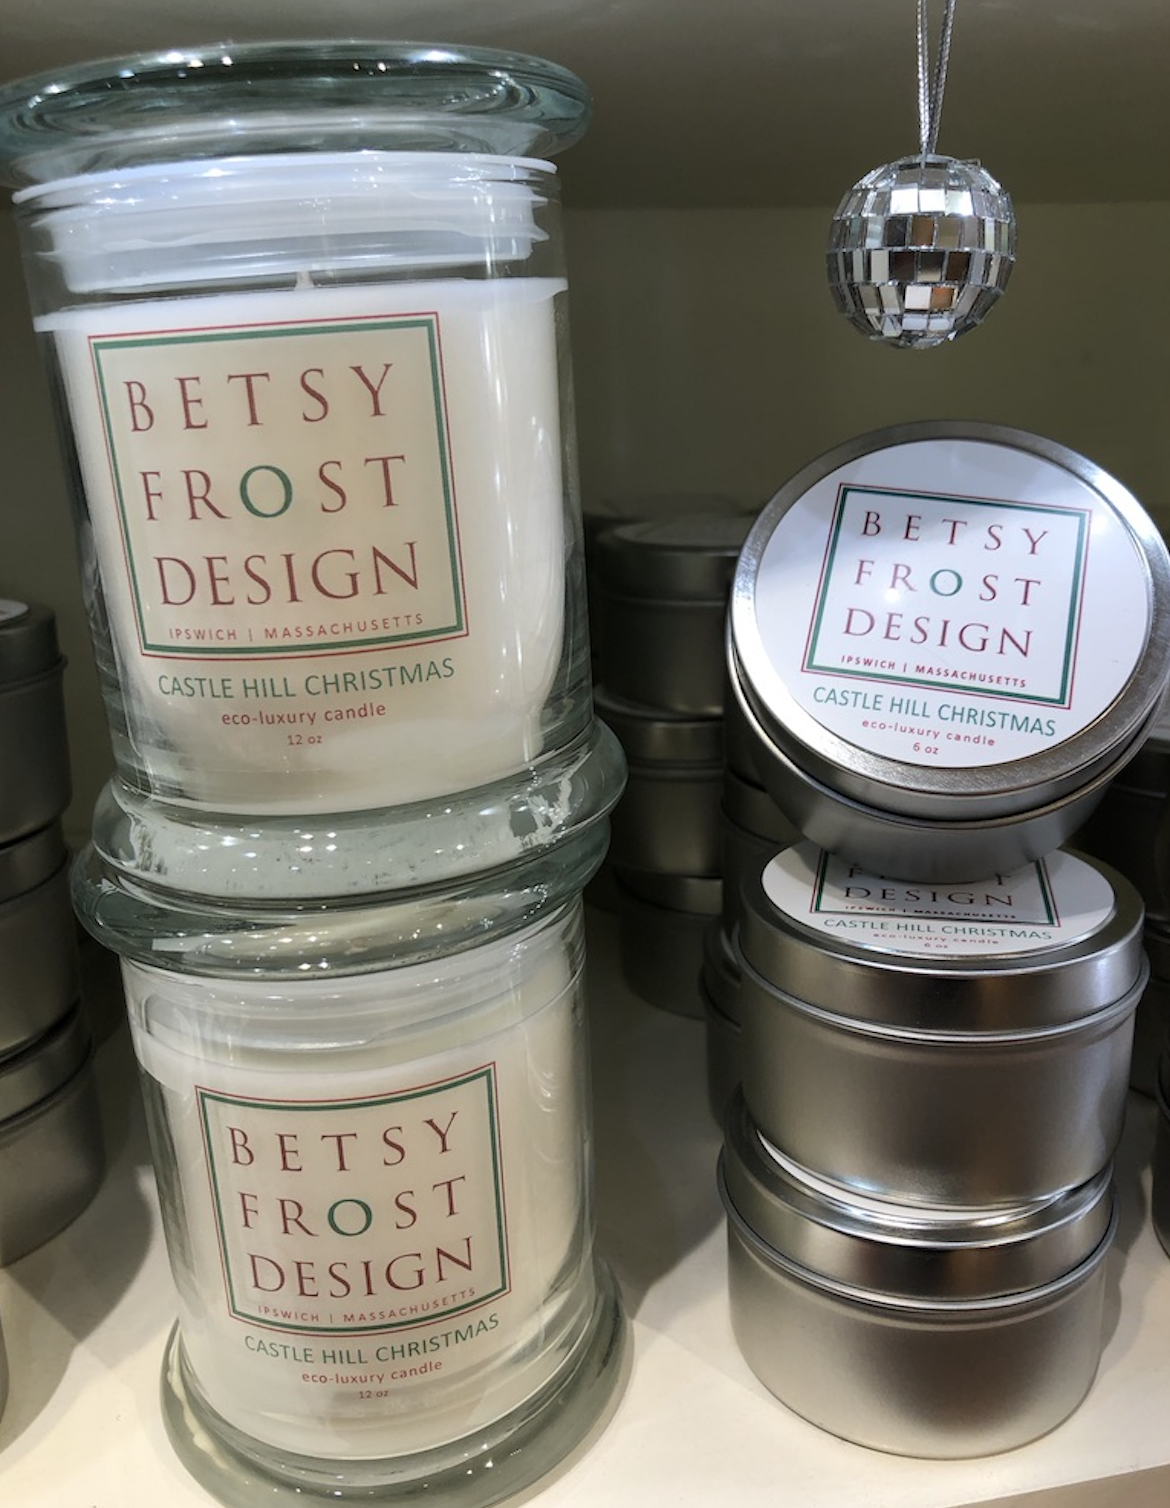 BETSY
FROST
DESIGN
IPSWICH | MASSACHUSETTS
CASTLE HILL CHRISTMAS
eco-luxury candle
12 oz
BETSY
FROST
DESIGN
IPSWICH | MASSACHUSETTS
CASTLE HILL CHRISTMAS
eco-luxury candle
6 oz
DESIGN
IPSWICH | MASSACHUSETTS
CASTLE HILL CHRISTMAS
eco-luxury candle
6 oz
BETSY
FROST
DESIGN
IPSWICH | MASSACHUSETTS
CASTLE HILL CHRISTMAS
eco-luxury candle
12 oz